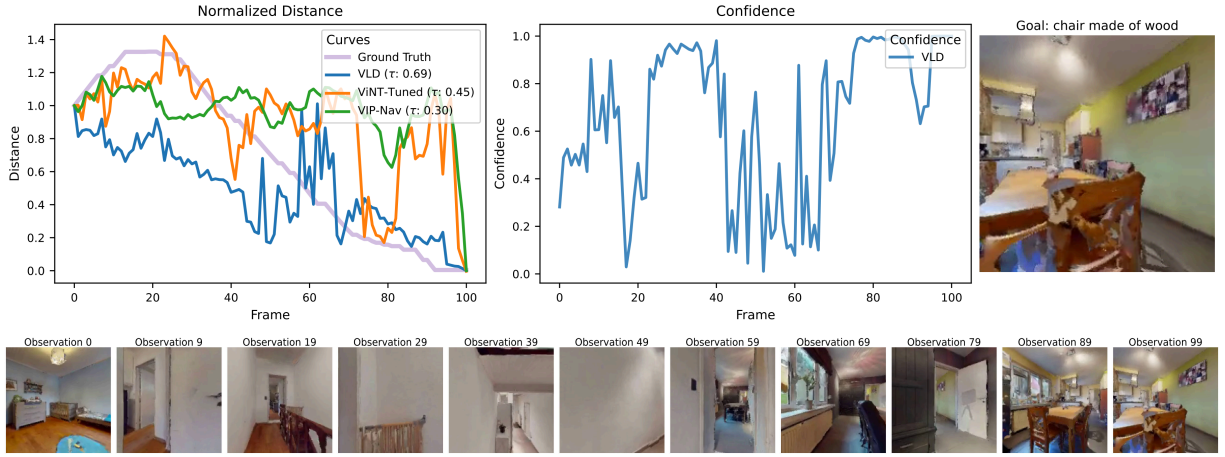 Normalized Distance
Distance
1.4
1.2
1.0
0.8
0.6
0.4
0.2
0.0
0
20
40
60
80
100
Frame
Curves
Ground Truth
VLD (τ: 0.69)
ViNT-Tuned (τ: 0.45)
VIP-Nav (τ: 0.30)
Confidence
Confidence
1.0
0.8
0.6
0.4
0.2
0.0
0
20
40
60
80
100
Frame
Confidence
VLD
Goal: chair made of wood
Observation 0
Observation 9
Observation 19
Observation 29
Observation 39
Observation 49
Observation 59
Observation 69
Observation 79
Observation 89
Observation 99